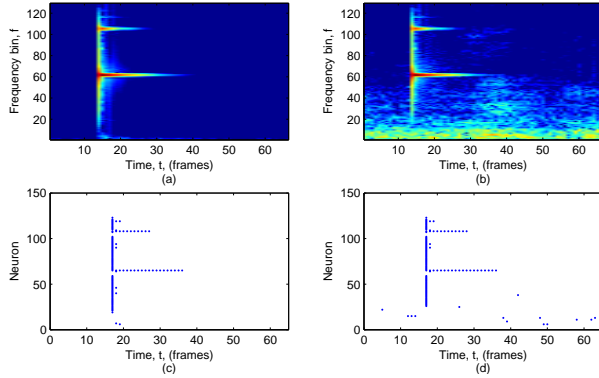 Frequency bin, f
120
100
80
60
40
20
10 20 30 40 50 60
Time, t, (frames)
(a)
Frequency bin, f
120
100
80
60
40
20
10 20 30 40 50 60
Time, t, (frames)
(b)
Neuron
150
100
50
0
0 10 20 30 40 50 60
Time, t, (frames)
(c)
Neuron
150
100
50
0
0 10 20 30 40 50 60
Time, t, (frames)
(d)